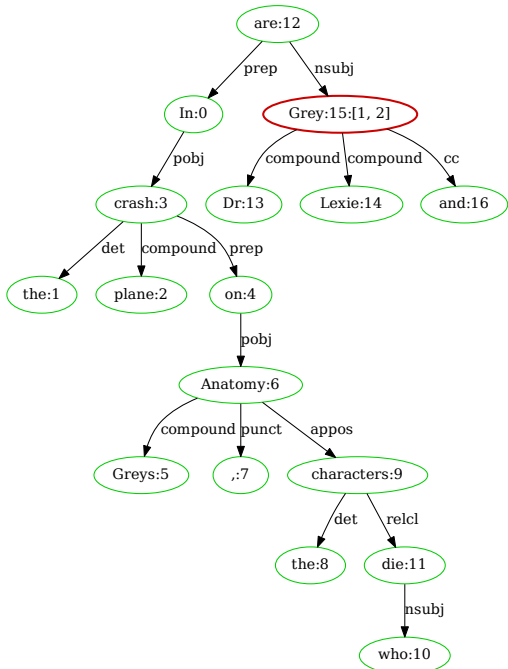 are:12
prep nsubj
In:0 Grey:15:[1, 2]
pobj compound compound cc
crash:3 Dr:13 Lexie:14 and:16
det compound prep
the:1 plane:2 on:4
pobj
Anatomy:6
compound punct appos
Greys:5 ,:7 characters:9
det relcl
the:8 die:11
nsubj
who:10